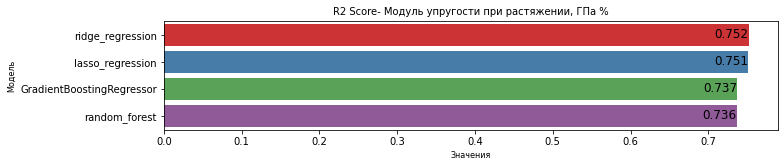 R2 Score- Модуль упругости при растяжении, ГПа %
Модель
ridge_regression 0.752
lasso_regression 0.751
GradientBoostingRegressor 0.737
random_forest 0.736
0.0 0.1 0.2 0.3 0.4 0.5 0.6 0.7
Значения